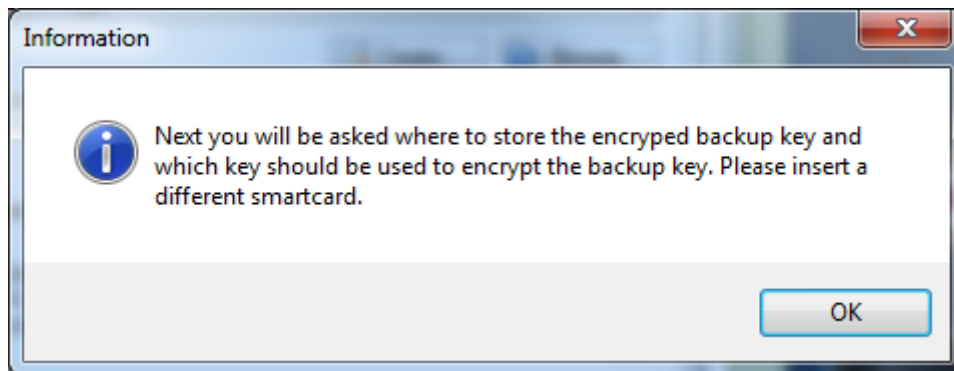 Information
Next you will be asked where to store the encryped backup key and
which key should be used to encrypt the backup key. Please insert a
different smartcard.
OK